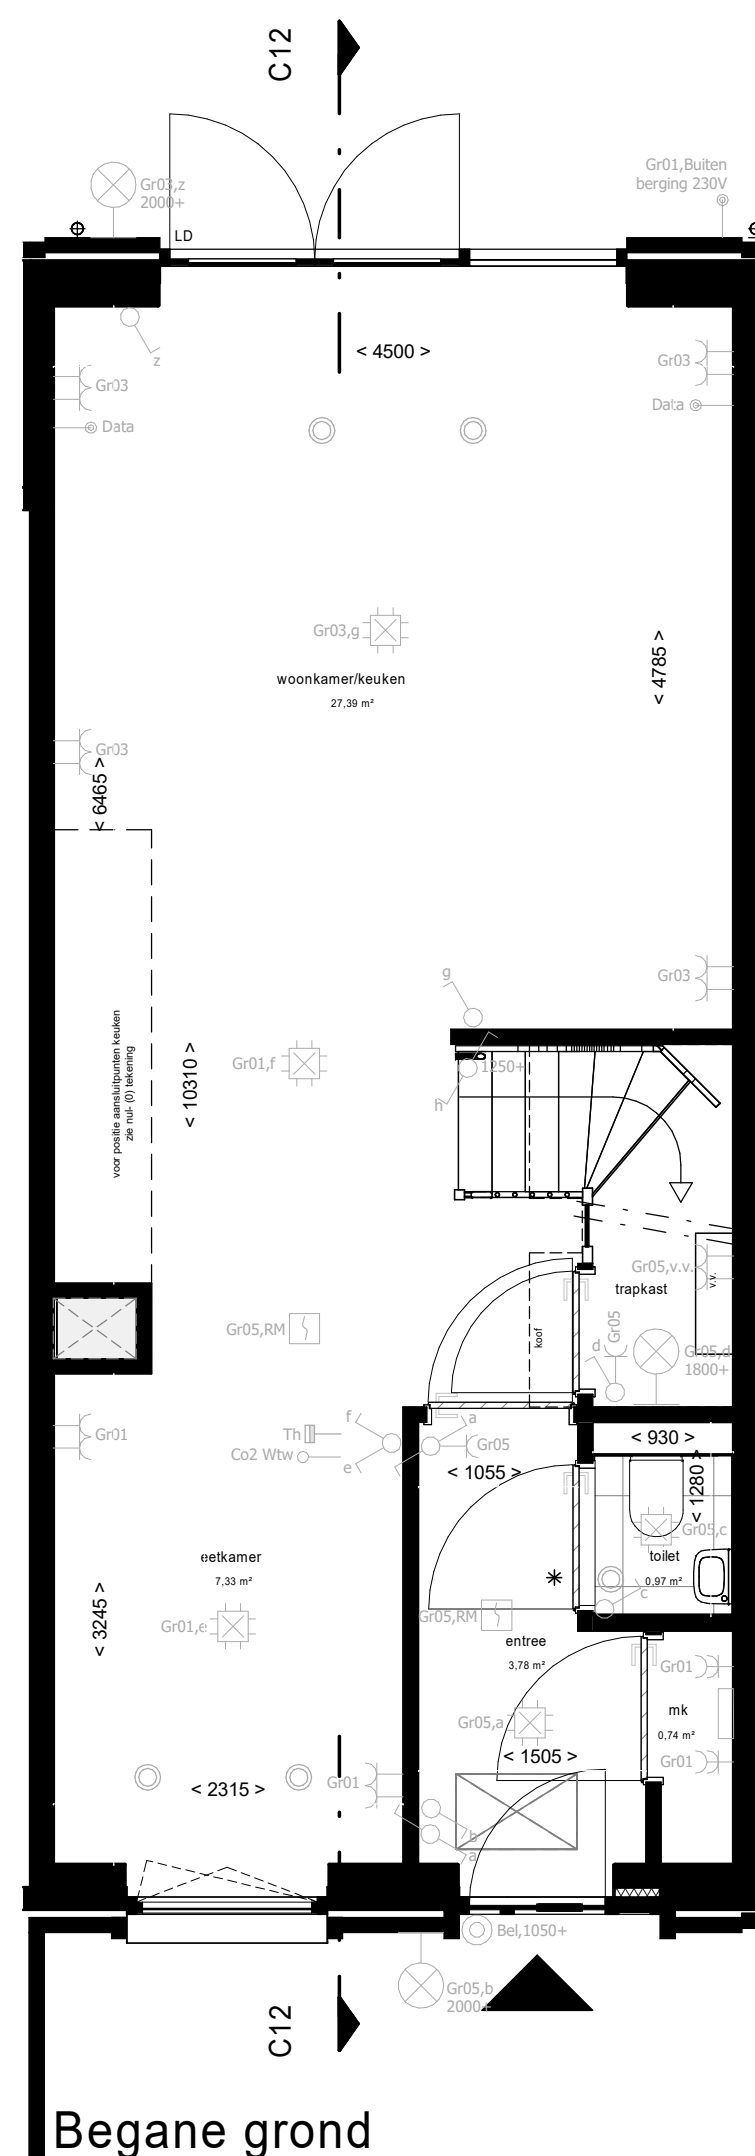 C12
Gr01,Buiten
berging 230V
Gr03,z
2000+
LD
< 4500 >
z
Gr03
Gr03
Data
Data
Gr03,g
woonkamer/keuken
27,39 m²
< 4785 >
Gr03
< 6465 >
g
Gr03
voor positie aansluitpunten keuken
zie nul- (0) tekening
< 10310 >
Gr01,f
1250+
h
Gr05,v.v.
v.v.
trapkast
Gr05
koof
Gr05,RM
d
Gr05,d
1800+
f
a
Gr01
Th
Gr05
< 930 >
Co2 Wtw
e
< 1055 >
< 1280 >
Gr05,c
eetkamer
7,33 m²
toilet
0,97 m²
c
< 3245 >
Gr01,e
Gr05,RM
entree
3,78 m²
Gr01
mk
0,74 m²
Gr05,a
< 1505 >
Gr01
Gr01
< 2315 >
b
a
Bel,1050+
Gr05,b
2000+
C12
Begane grond